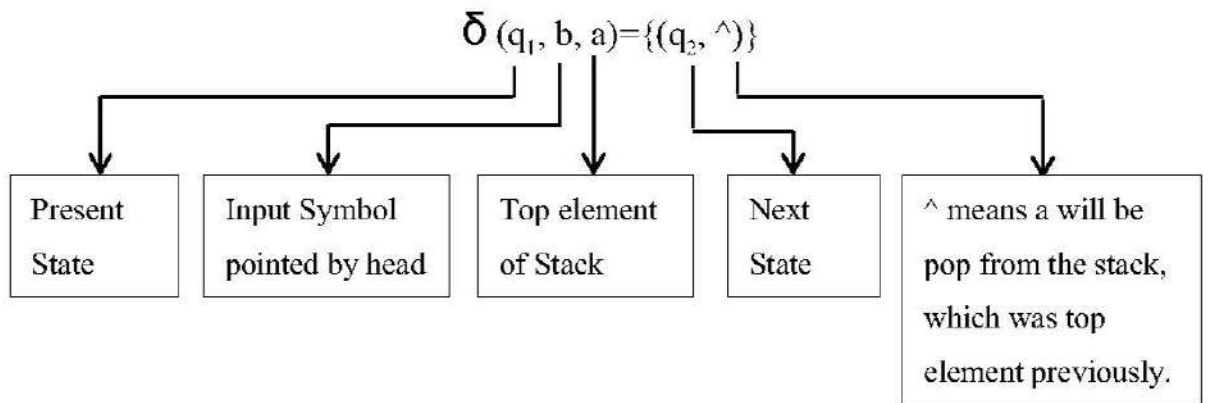 δ (q₁, b, a)={(q₂, ^)}
Present
State
Input Symbol
pointed by head
Top element
of Stack
Next
State
^ means a will be
pop from the stack,
which was top
element previously.